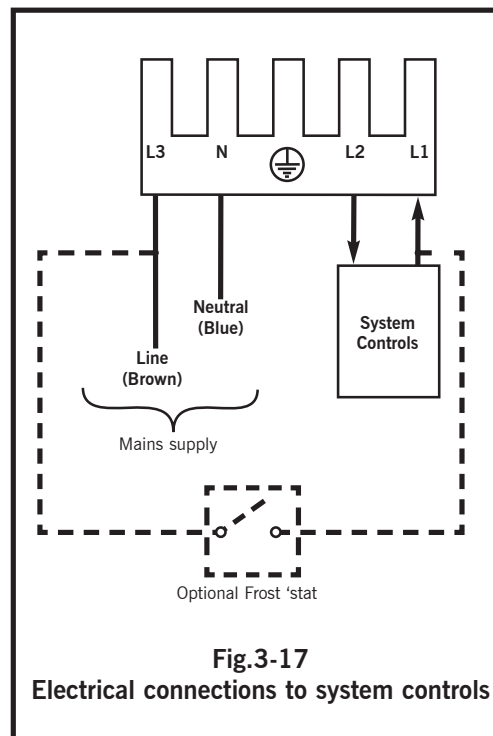 L3 N L2 L1
Neutral
(Blue)
System
Controls
Line
(Brown)
Mains supply
Optional Frost ‘stat
Fig.3-17
Electrical connections to system controls